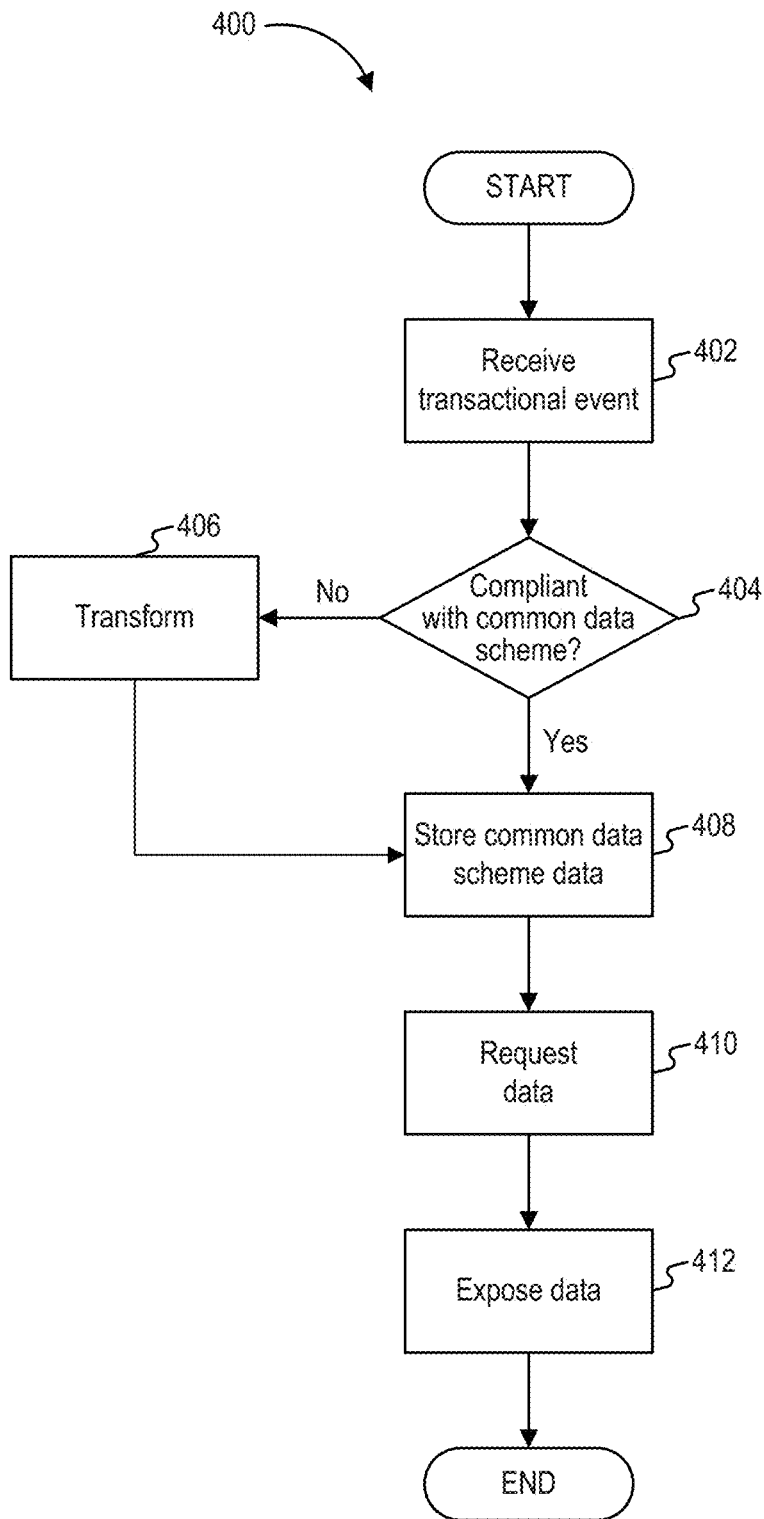 400
START
Receive
transactional event
402
406
Transform
No
Compliant
with common data
scheme?
404
Yes
Store common data
scheme data
408
Request
data
410
Expose data
412
END